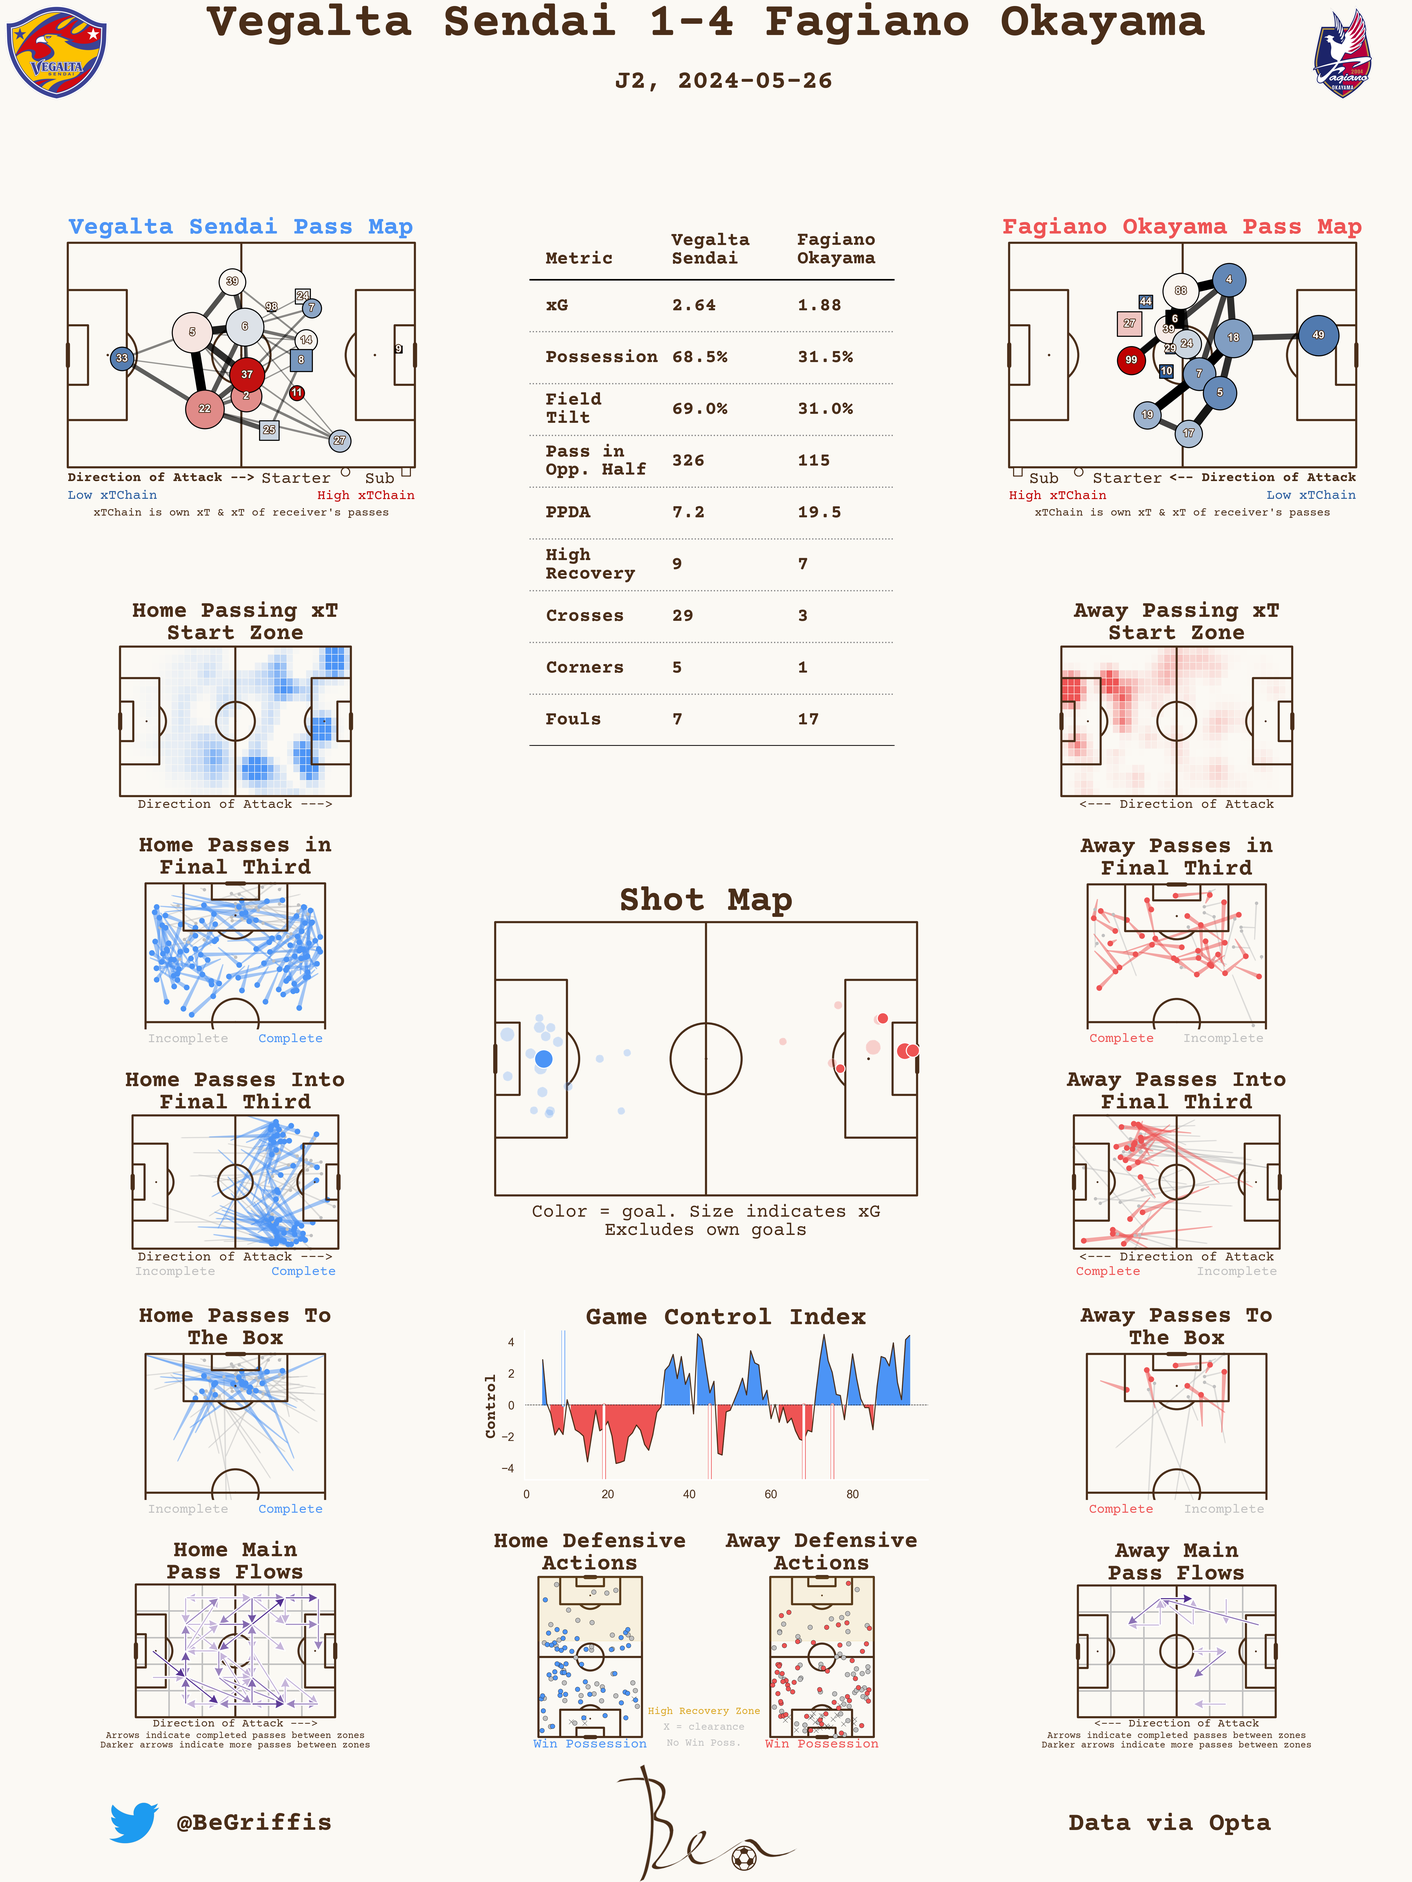 Vegalta Sendai 1-4 Fagiano Okayama
J2, 2024-05-26
VEGALTA
SENDAI
Fagiano
OKAYAMA
Vegalta Sendai Pass Map
39
98
24
7
5
6
14
33
8
9
37
11
22
2
25
27
Direction of Attack --> Starter Sub
Low xTChain High xTChain
xTChain is own xT & xT of receiver's passes
Metric Vegalta Sendai Fagiano Okayama
xG 2.64 1.88
Possession 68.5% 31.5%
Field Tilt 69.0% 31.0%
Pass in Opp. Half 326 115
PPDA 7.2 19.5
High Recovery 9 7
Crosses 29 3
Corners 5 1
Fouls 7 17
Fagiano Okayama Pass Map
4
88
44
6
27
39
18
49
24
29
99
10
7
5
19
17
Sub Starter <-- Direction of Attack
High xTChain Low xTChain
xTChain is own xT & xT of receiver's passes
Home Passing xT
Start Zone
Direction of Attack --->
Away Passing xT
Start Zone
<--- Direction of Attack
Home Passes in
Final Third
Incomplete Complete
Away Passes in
Final Third
Complete Incomplete
Shot Map
Color = goal. Size indicates xG
Excludes own goals
Home Passes Into
Final Third
Direction of Attack --->
Incomplete Complete
Away Passes Into
Final Third
<--- Direction of Attack
Complete Incomplete
Home Passes To
The Box
Incomplete Complete
Game Control Index
Control
4
2
0
−2
−4
0 20 40 60 80
Away Passes To
The Box
Complete Incomplete
Home Main
Pass Flows
Direction of Attack --->
Arrows indicate completed passes between zones
Darker arrows indicate more passes between zones
Home Defensive
Actions
Win Possession
High Recovery Zone
X = clearance
No Win Poss.
Away Defensive
Actions
Win Possession
Away Main
Pass Flows
<--- Direction of Attack
Arrows indicate completed passes between zones
Darker arrows indicate more passes between zones
@BeGriffis
Ben
Data via Opta